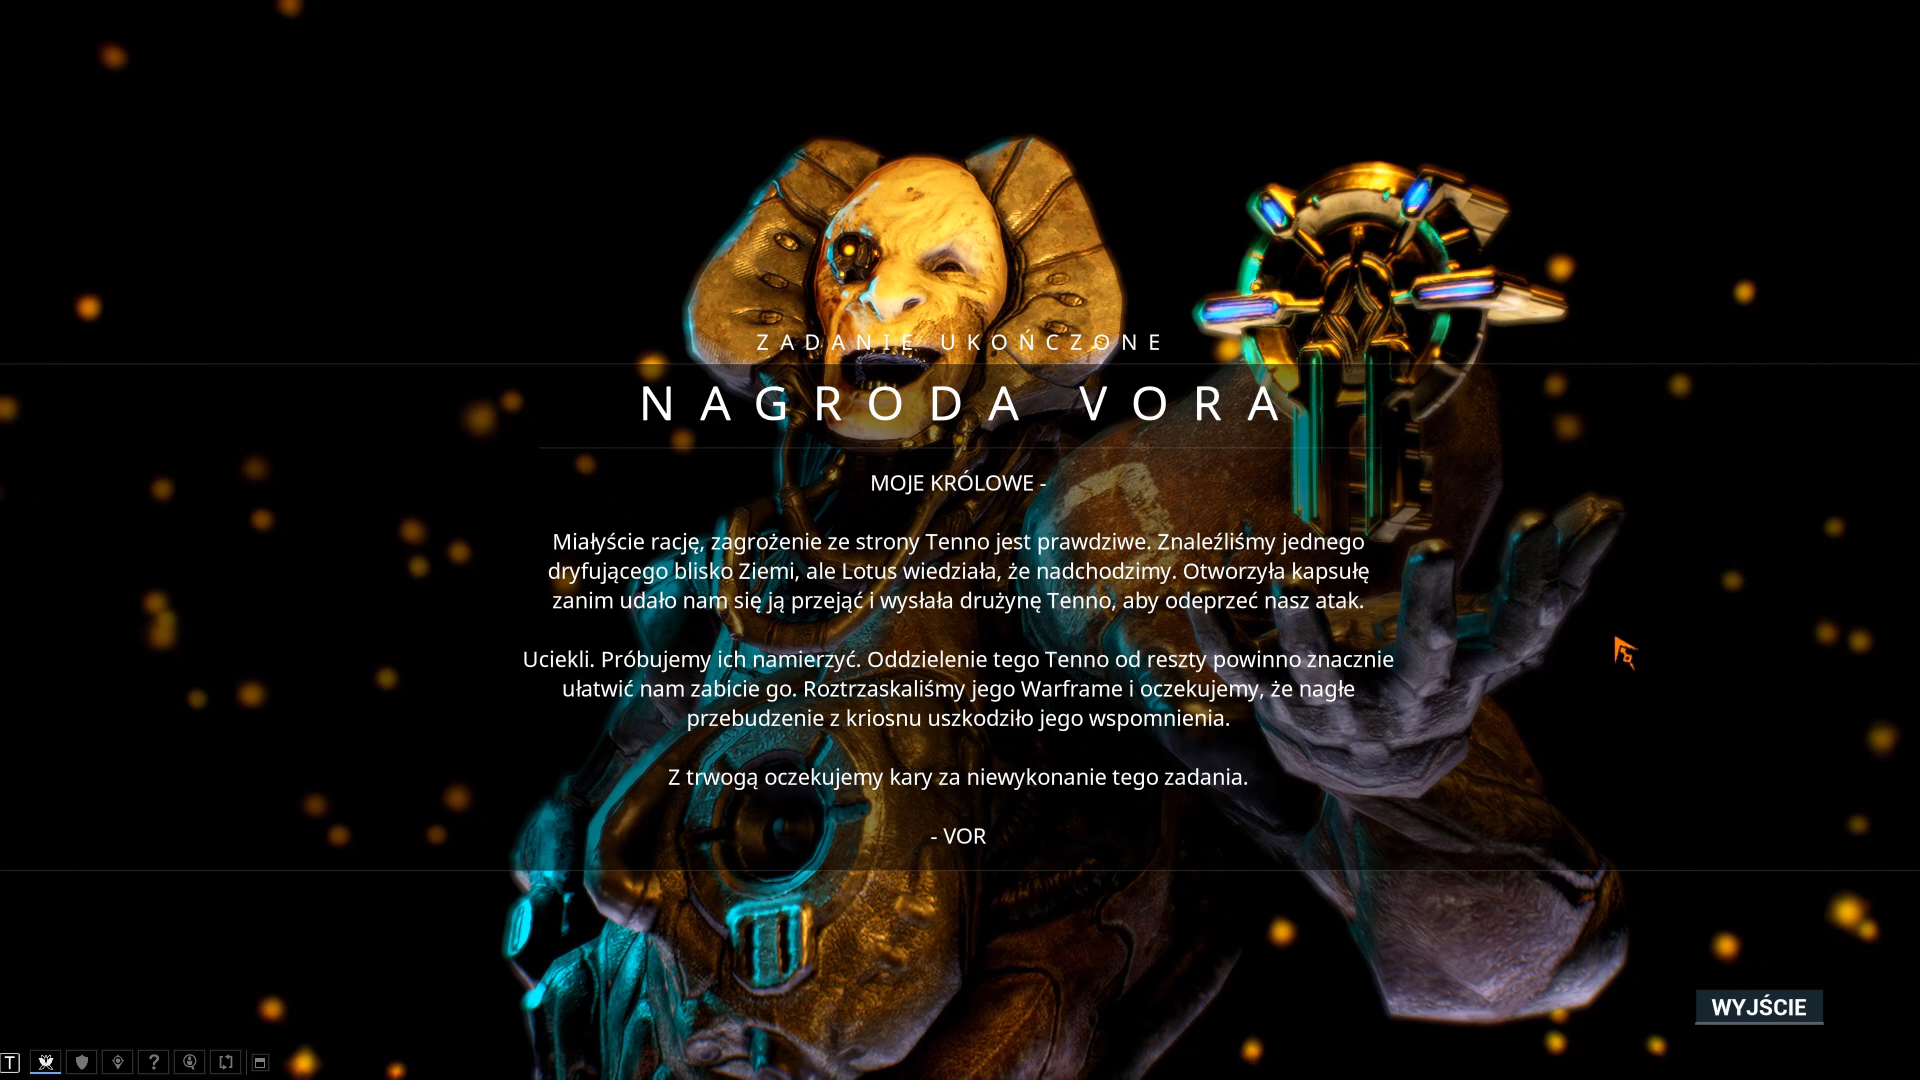 ZADANIE UKOŃCZONE
NAGRODA VORA
MOJE KRÓLOWE -
Miałyście rację, zagrożenie ze strony Tenno jest prawdziwe. Znaleźliśmy jednego
dryfującego blisko Ziemi, ale Lotus wiedziała, że nadchodzimy. Otworzyła kapsułę
zanim udało nam się ją przejąć i wysłała drużynę Tenno, aby odeprzeć nasz atak.
Uciekli. Próbujemy ich namierzyć. Oddzielenie tego Tenno od reszty powinno znacznie
ułatwić nam zabicie go. Roztrzaskaliśmy jego Warframe i oczekujemy, że nagłe
przebudzenie z kriosnu uszkodziło jego wspomnienia.
Z trwogą oczekujemy kary za niewykonanie tego zadania.
- VOR
WYJŚCIE
T
?